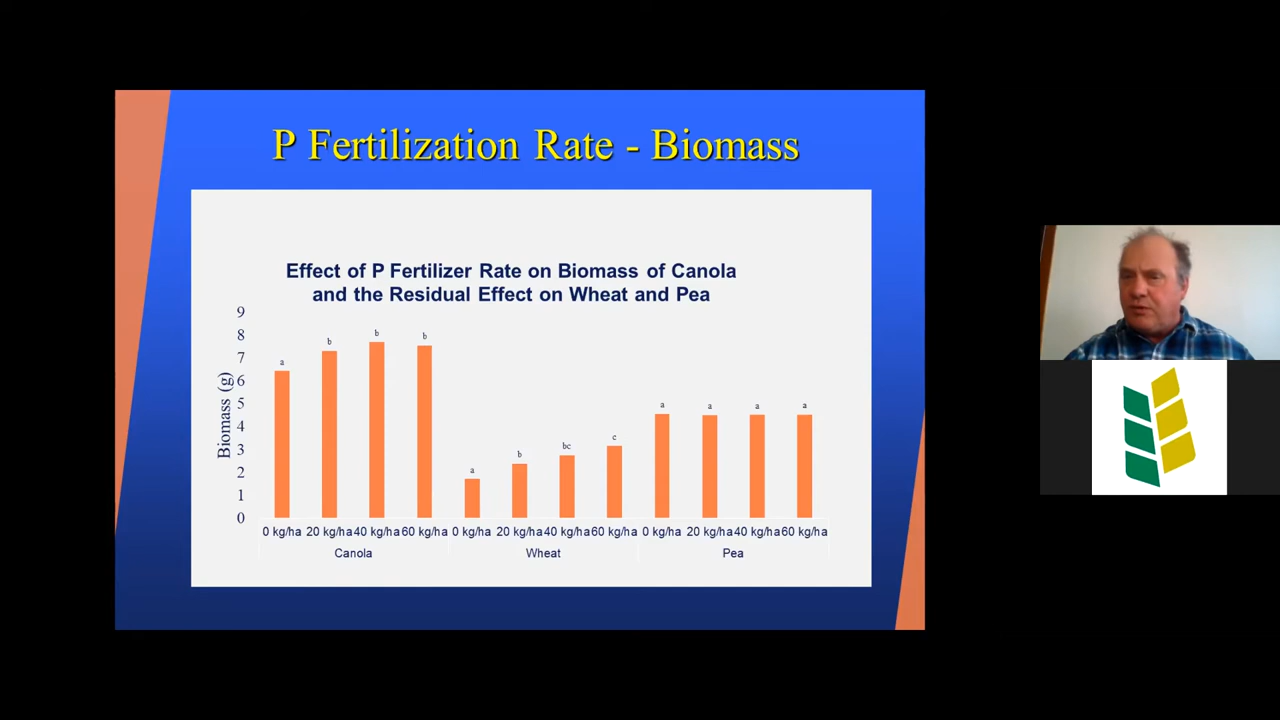 P Fertilization Rate - Biomass
Effect of P Fertilizer Rate on Biomass of Canola
and the Residual Effect on Wheat and Pea
Biomass (g)
9
8
7
6
5
4
3
2
1
0
a b b b a b bc c a a a a
0 kg/ha 20 kg/ha 40 kg/ha 60 kg/ha 0 kg/ha 20 kg/ha 40 kg/ha 60 kg/ha 0 kg/ha 20 kg/ha 40 kg/ha 60 kg/ha
Canola Wheat Pea